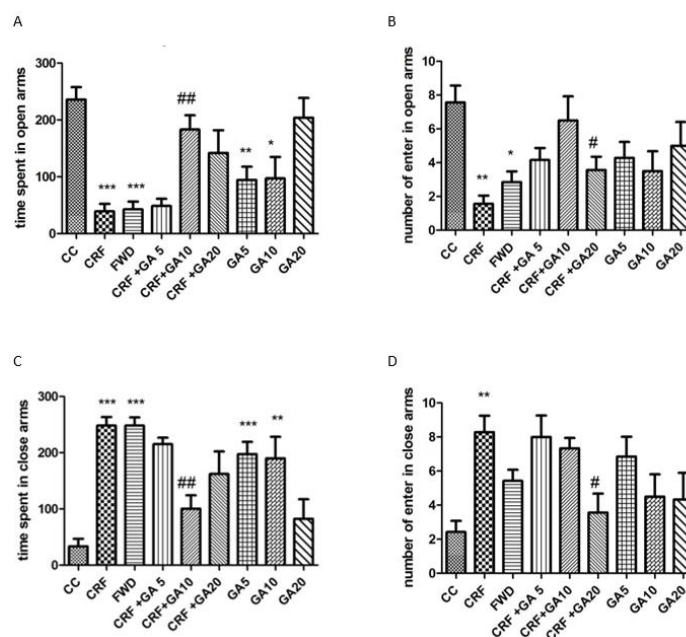 A
time spent in open arms
300
200
100
0
***
***
##
**
*
CC
CRF
FWD
CRF +GA 5
CRF+GA10
CRF+GA20
GA5
GA10
GA20
B
number of enter in open arms
10
8
6
4
2
0
**
*
#
CC
CRF
FWD
CRF +GA 5
CRF+GA10
CRF+GA20
GA5
GA10
GA20
C
time spent in close arms
300
200
100
0
***
***
##
***
**
CC
CRF
FWD
CRF +GA 5
CRF+GA10
CRF +GA20
GA5
GA10
GA20
D
number of enter in close arms
10
8
6
4
2
0
**
#
CC
CRF
FWD
CRF +GA 5
CRF+GA10
CRF +GA20
GA5
GA10
GA20